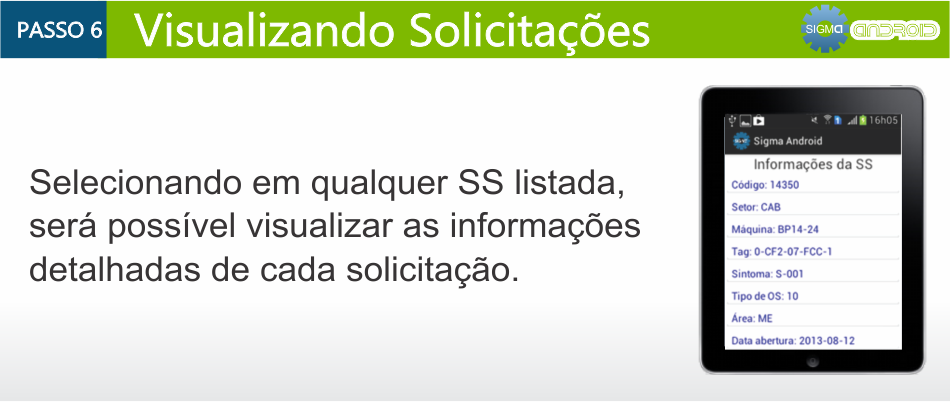 PASSO 6
Visualizando Solicitações
SIGMA
ANDROID
Selecionando em qualquer SS listada,
será possível visualizar as informações
detalhadas de cada solicitação.
16h05
Sigma Android
Informações da SS
Código: 14350
Setor: CAB
Máquina: BP14-24
Tag: 0-CF2-07-FCC-1
Sintoma: S-001
Tipo de OS: 10
Área: ME
Data abertura: 2013-08-12